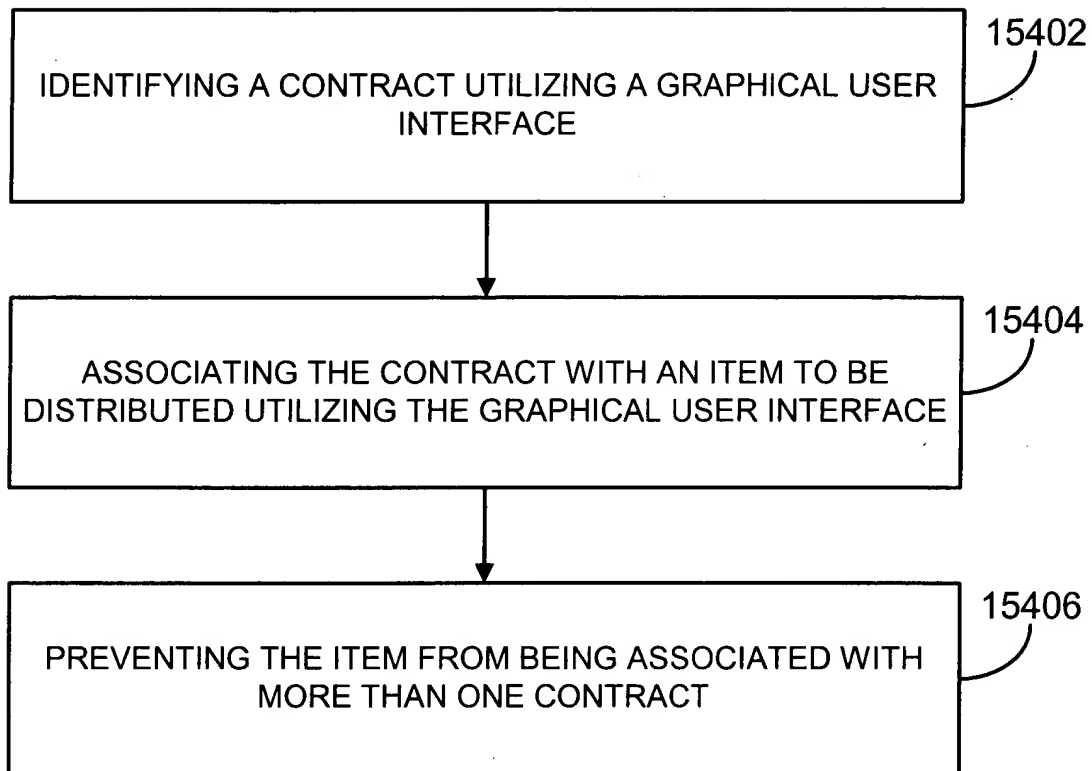 15402
IDENTIFYING A CONTRACT UTILIZING A GRAPHICAL USER
INTERFACE
15404
ASSOCIATING THE CONTRACT WITH AN ITEM TO BE
DISTRIBUTED UTILIZING THE GRAPHICAL USER INTERFACE
15406
PREVENTING THE ITEM FROM BEING ASSOCIATED WITH
MORE THAN ONE CONTRACT